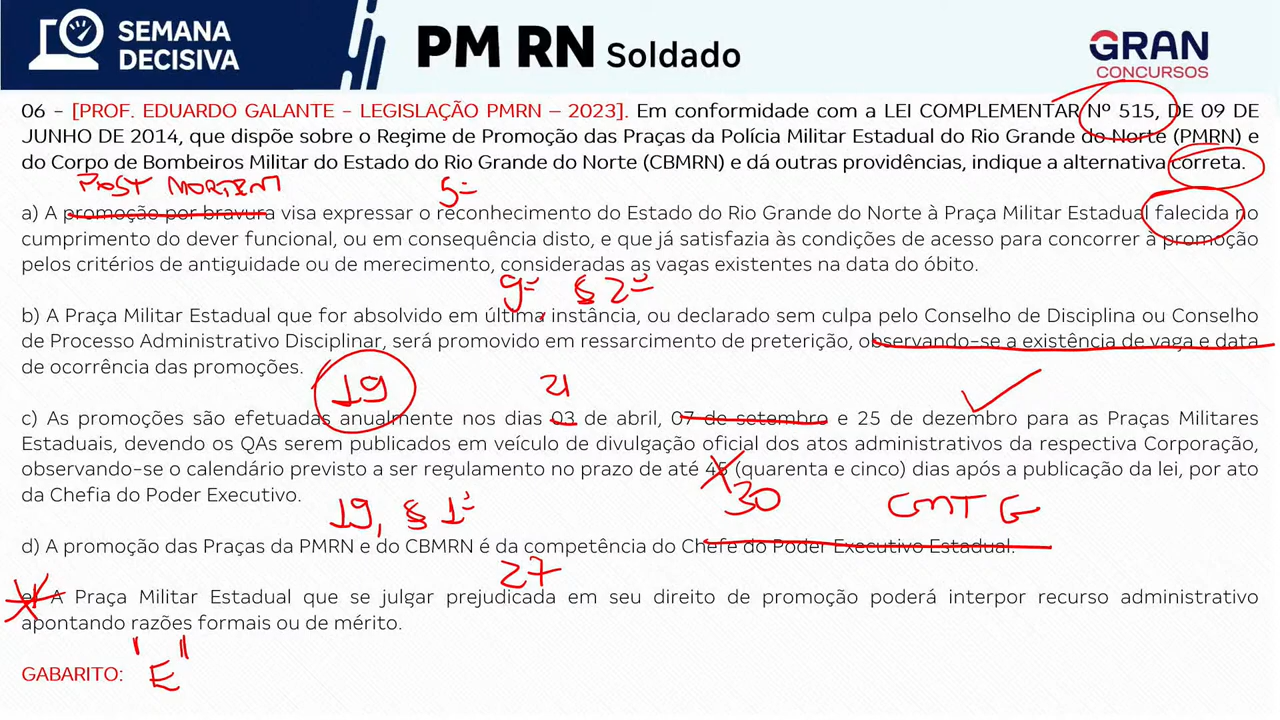 SEMANA
DECISIVA
PM RN Soldado
GRAN
CONCURSOS
06 – [PROF. EDUARDO GALANTE – LEGISLAÇÃO PMRN – 2023]. Em conformidade com a LEI COMPLEMENTAR Nº 515, DE 09 DE
JUNHO DE 2014, que dispõe sobre o Regime de Promoção das Praças da Polícia Militar Estadual do Rio Grande do Norte (PMRN) e
do Corpo de Bombeiros Militar do Estado do Rio Grande do Norte (CBMRN) e dá outras providências, indique a alternativa correta.
POST MORTEM 5º
a) A promoção por bravura visa expressar o reconhecimento do Estado do Rio Grande do Norte à Praça Militar Estadual falecida no
cumprimento do dever funcional, ou em consequência disto, e que já satisfazia às condições de acesso para concorrer à promoção
pelos critérios de antiguidade ou de merecimento, consideradas as vagas existentes na data do óbito.
9º § 2º
b) A Praça Militar Estadual que for absolvido em última instância, ou declarado sem culpa pelo Conselho de Disciplina ou Conselho
de Processo Administrativo Disciplinar, será promovido em ressarcimento de preterição, observando-se a existência de vaga e data
de ocorrência das promoções.
19 21
c) As promoções são efetuadas anualmente nos dias 03 de abril, 07 de setembro e 25 de dezembro para as Praças Militares
Estaduais, devendo os QAs serem publicados em veículo de divulgação oficial dos atos administrativos da respectiva Corporação,
observando-se o calendário previsto a ser regulamento no prazo de até 45 (quarenta e cinco) dias após a publicação da lei, por ato
da Chefia do Poder Executivo.
19, § 1º 30 CMT G
d) A promoção das Praças da PMRN e do CBMRN é da competência do Chefe do Poder Executivo Estadual.
27
e) A Praça Militar Estadual que se julgar prejudicada em seu direito de promoção poderá interpor recurso administrativo
apontando razões formais ou de mérito.
GABARITO: "E"